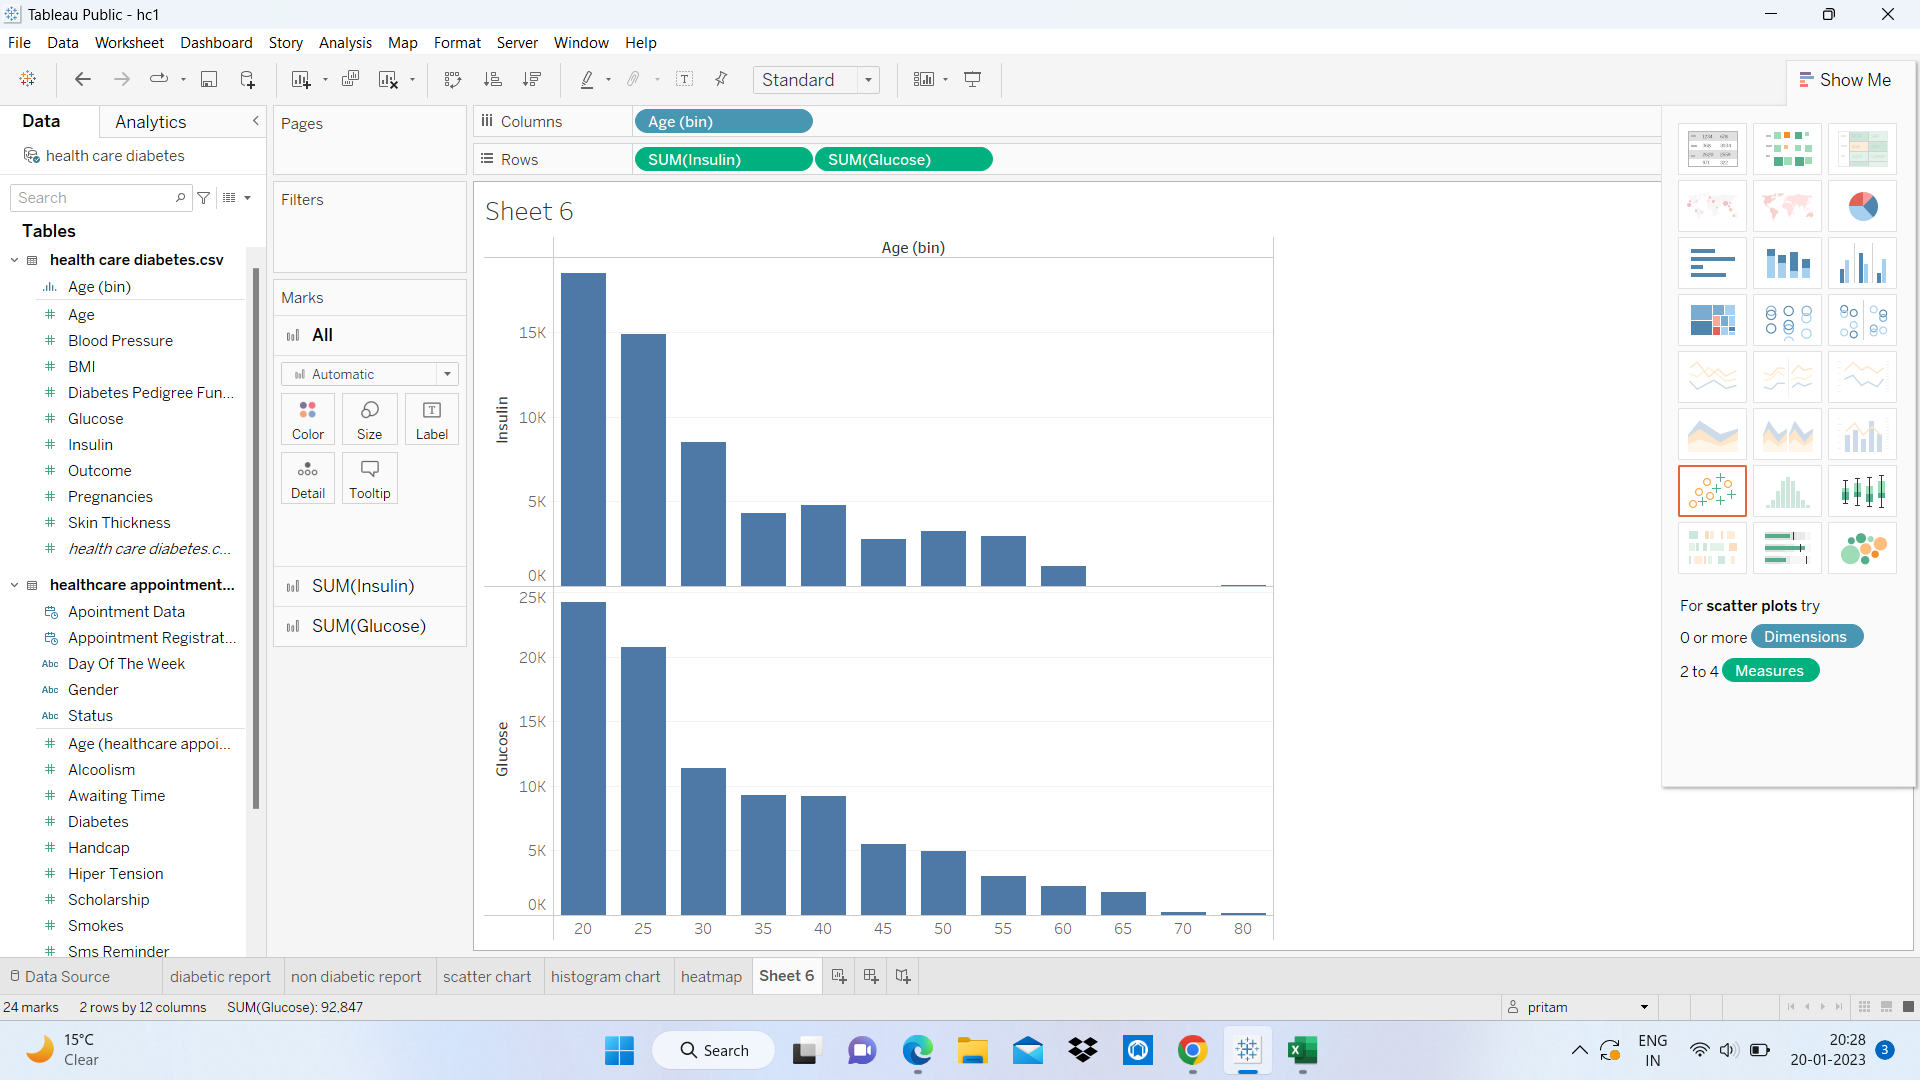 Tableau Public - hc1
File Data Worksheet Dashboard Story Analysis Map Format Server Window Help
Standard
Show Me
Data Analytics
health care diabetes
Search
Tables
health care diabetes.csv
Age (bin)
Age
Blood Pressure
BMI
Diabetes Pedigree Fun...
Glucose
Insulin
Outcome
Pregnancies
Skin Thickness
health care diabetes.c...
healthcare appointment...
Apointment Data
Appointment Registrat...
Abc Day Of The Week
Abc Gender
Abc Status
Age (healthcare appoi...
Alcoolism
Awaiting Time
Diabetes
Handcap
Hiper Tension
Scholarship
Smokes
Sms Reminder
Pages
Filters
Marks
All
Automatic
Color Size Label
Detail Tooltip
SUM(Insulin)
SUM(Glucose)
Columns Age (bin)
Rows SUM(Insulin) SUM(Glucose)
Sheet 6
Age (bin)
Insulin
15K
10K
5K
0K
Glucose
25K
20K
15K
10K
5K
0K
20 25 30 35 40 45 50 55 60 65 70 80
For scatter plots try
0 or more Dimensions
2 to 4 Measures
Data Source diabetic report non diabetic report scatter chart histogram chart heatmap Sheet 6
24 marks 2 rows by 12 columns SUM(Glucose): 92,847
pritam
15°C
Clear
Search
ENG
IN
20:28
20-01-2023
3